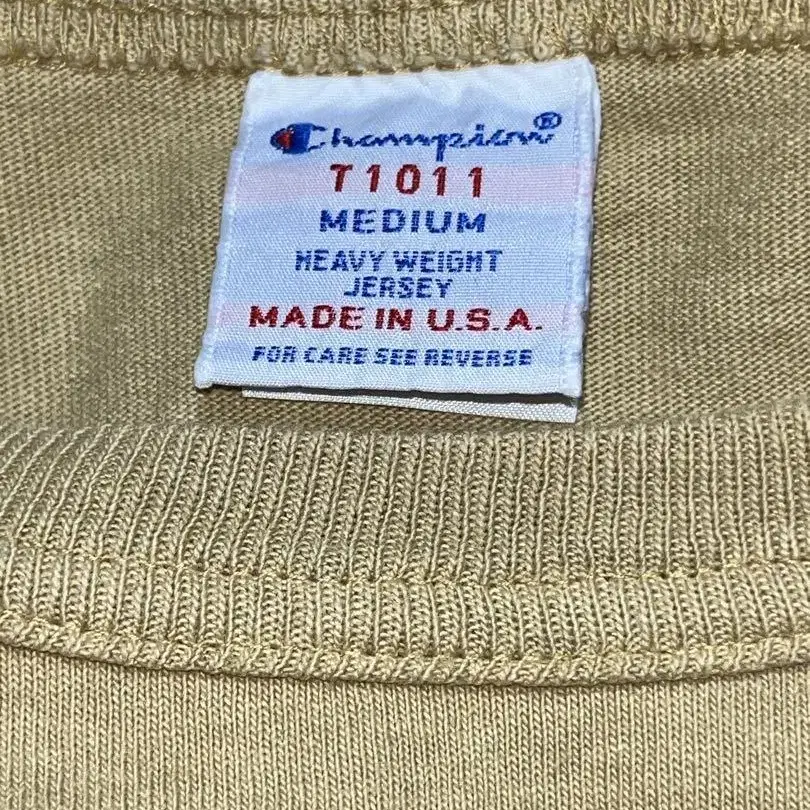 Champion®
T1011
MEDIUM
HEAVY WEIGHT
JERSEY
MADE IN U.S.A.
FOR CARE SEE REVERSE